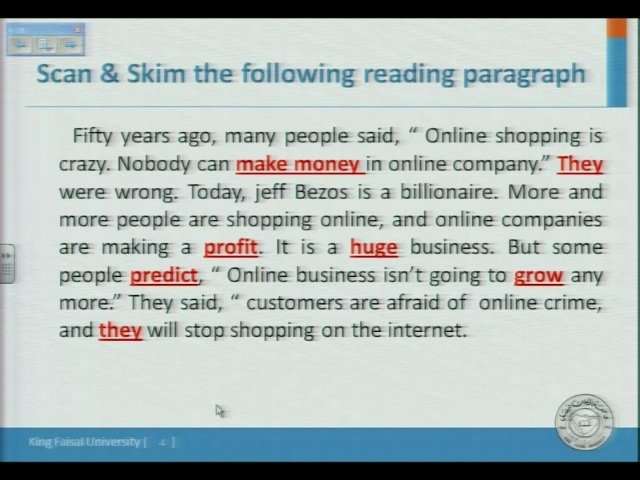 Scan & Skim the following reading paragraph
Fifty years ago, many people said, “ Online shopping is
crazy. Nobody can make money in online company.” They
were wrong. Today, jeff Bezos is a billionaire. More and
more people are shopping online, and online companies
are making a profit. It is a huge business. But some
people predict, “ Online business isn’t going to grow any
more.” They said, “ customers are afraid of online crime,
and they will stop shopping on the internet.
King Faisal University [ 4 ]